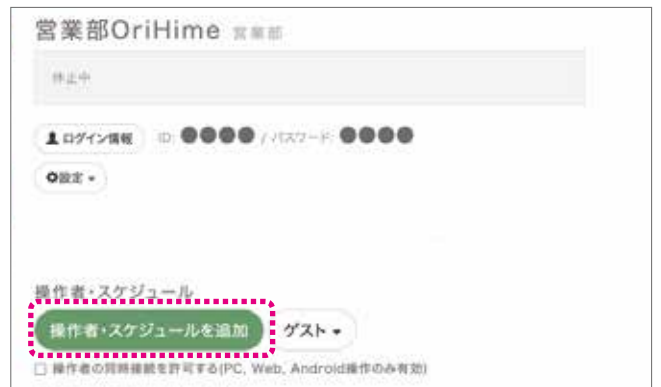 営業部OriHime 営業部
休止中
ログイン情報 ID: ●●●● / パスワード: ●●●●
設定
操作者・スケジュール
操作者・スケジュールを追加 ゲスト
操作者の同時接続を許可する(PC, Web, Android操作のみ有効)